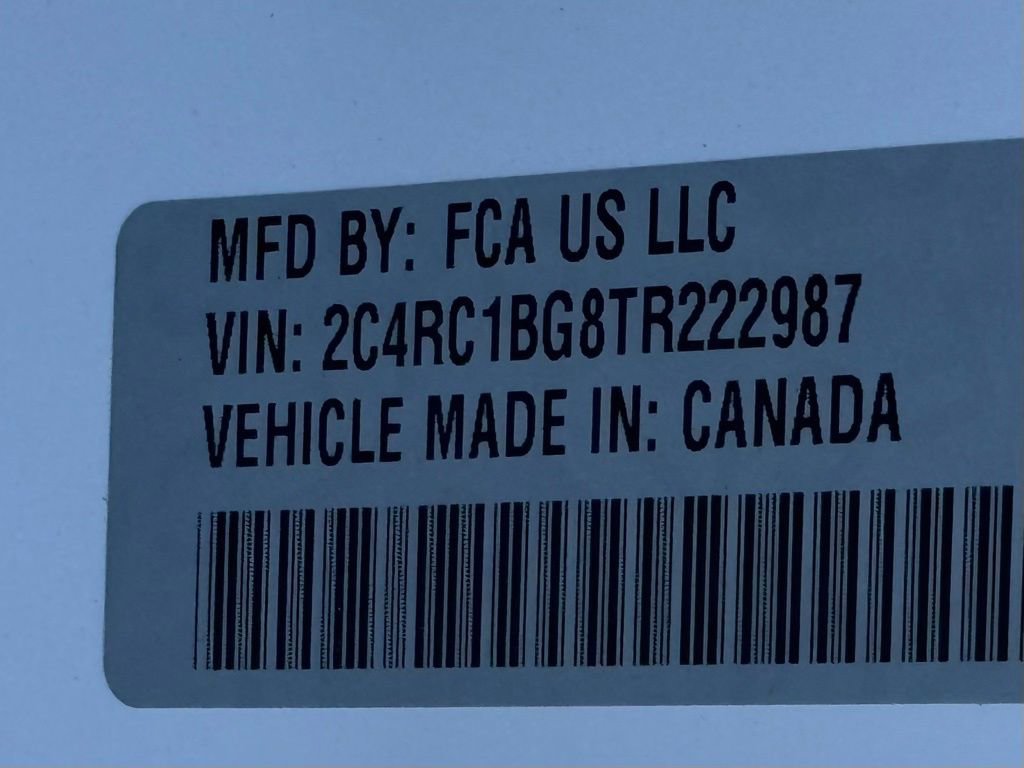 MFD BY: FCA US LLC
VIN: 2C4RC1BG8TR222987
VEHICLE MADE IN: CANADA